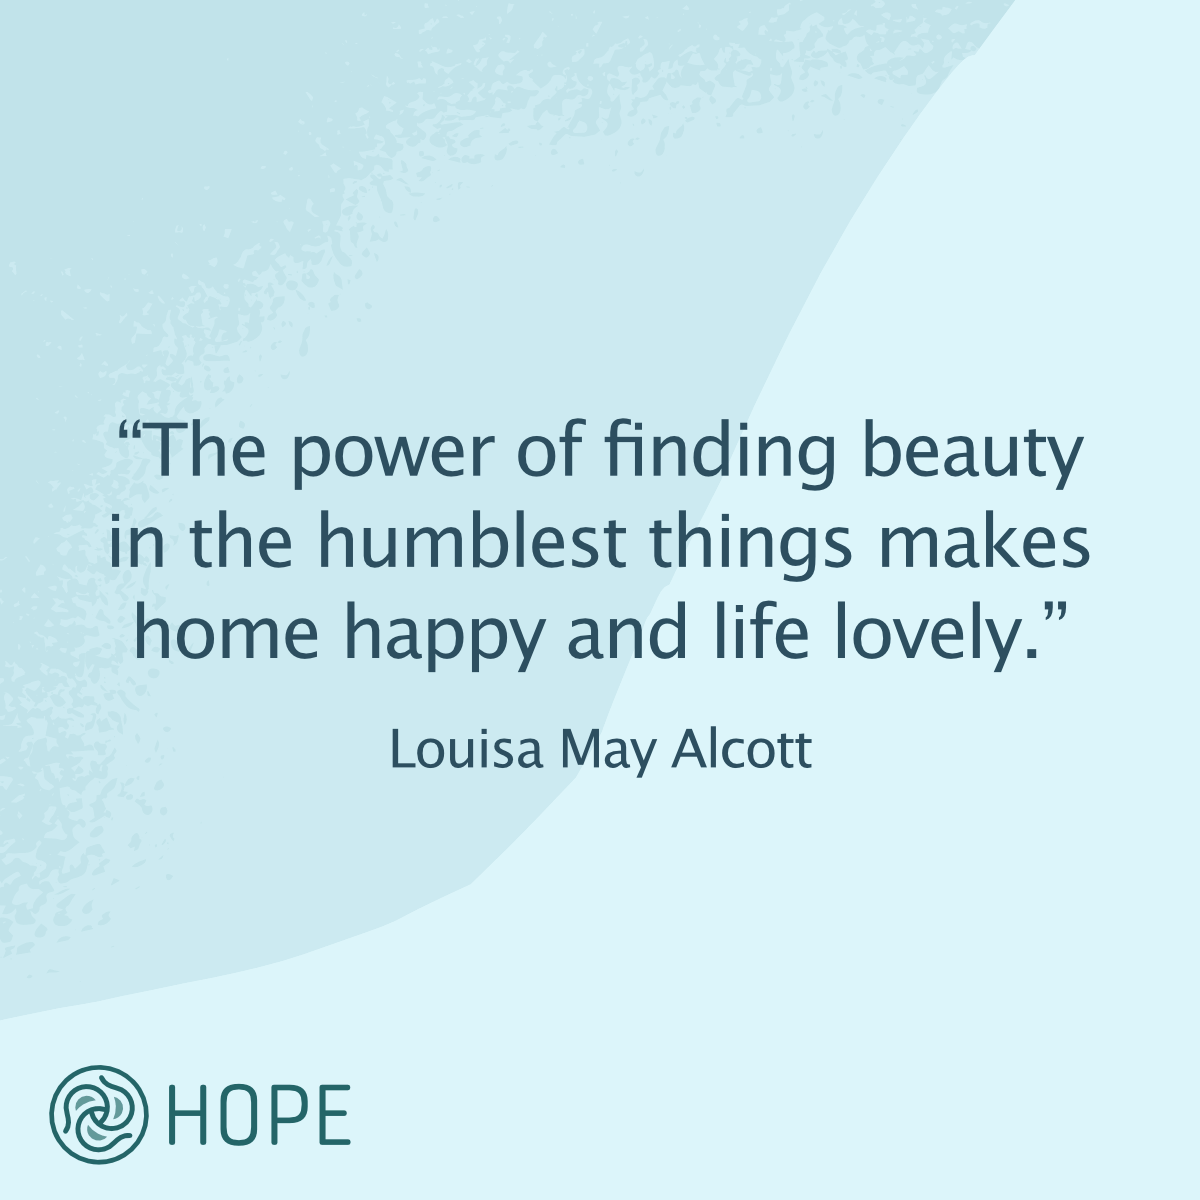 “The power of finding beauty
in the humblest things makes
home happy and life lovely.”
Louisa May Alcott
HOPE